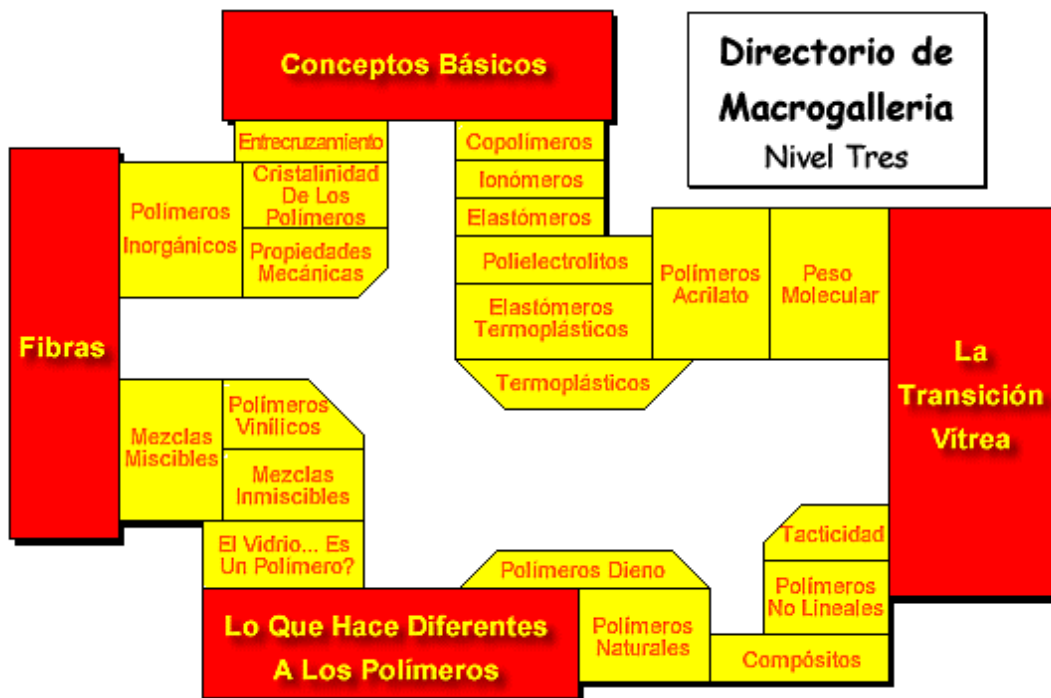 Conceptos Básicos
Directorio de
Macrogalleria
Nivel Tres
Entrecruzamiento
Cristalinidad
De Los
Polímeros
Polímeros
Inorgánicos
Propiedades
Mecánicas
Copolímeros
Ionómeros
Elastómeros
Polielectrolitos
Elastómeros
Termoplásticos
Termoplásticos
Polímeros
Acrilato
Peso
Molecular
Fibras
La
Transición
Vítrea
Mezclas
Miscibles
Polímeros
Vinílicos
Mezclas
Inmiscibles
El Vidrio... Es
Un Polímero?
Lo Que Hace Diferentes
A Los Polímeros
Polímeros Dieno
Polímeros
Naturales
Tacticidad
Polímeros
No Lineales
Compósitos